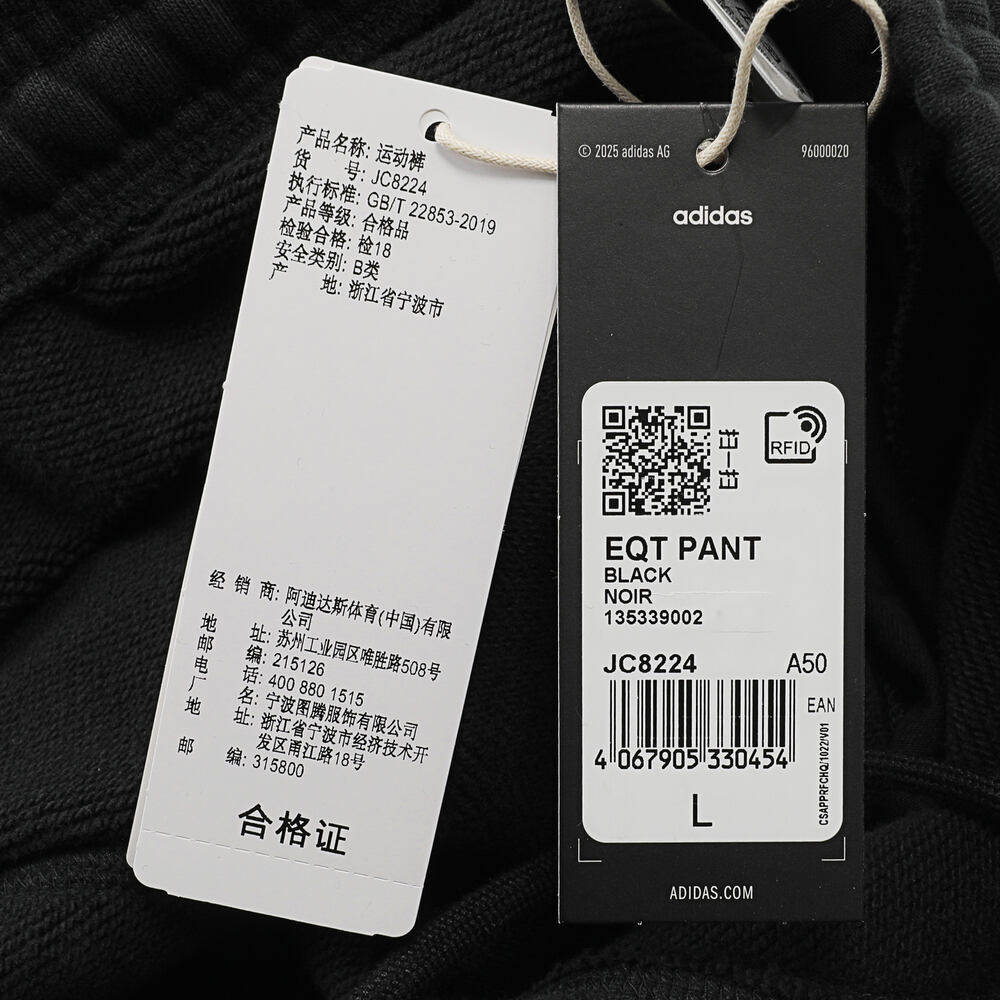 产品名称: 运动裤
货 号: JC8224
执行标准: GB/T 22853-2019
产品等级: 合格品
检验合格: 检18
安全类别: B类
产 地: 浙江省宁波市
经 销 商: 阿迪达斯体育(中国)有限
公司
地 址: 苏州工业园区唯胜路508号
邮 编: 215126
电 话: 400 880 1515
厂 名: 宁波图腾服饰有限公司
地 址: 浙江省宁波市经济技术开
发区甬江路18号
邮 编: 315800
合格证
© 2025 adidas AG
96000020
adidas
扫一扫
RFID
EQT PANT
BLACK
NOIR
135339002
JC8224 A50
EAN
4 067905 330454
CSAPPRFCHQ/1022/V01
L
ADIDAS.COM